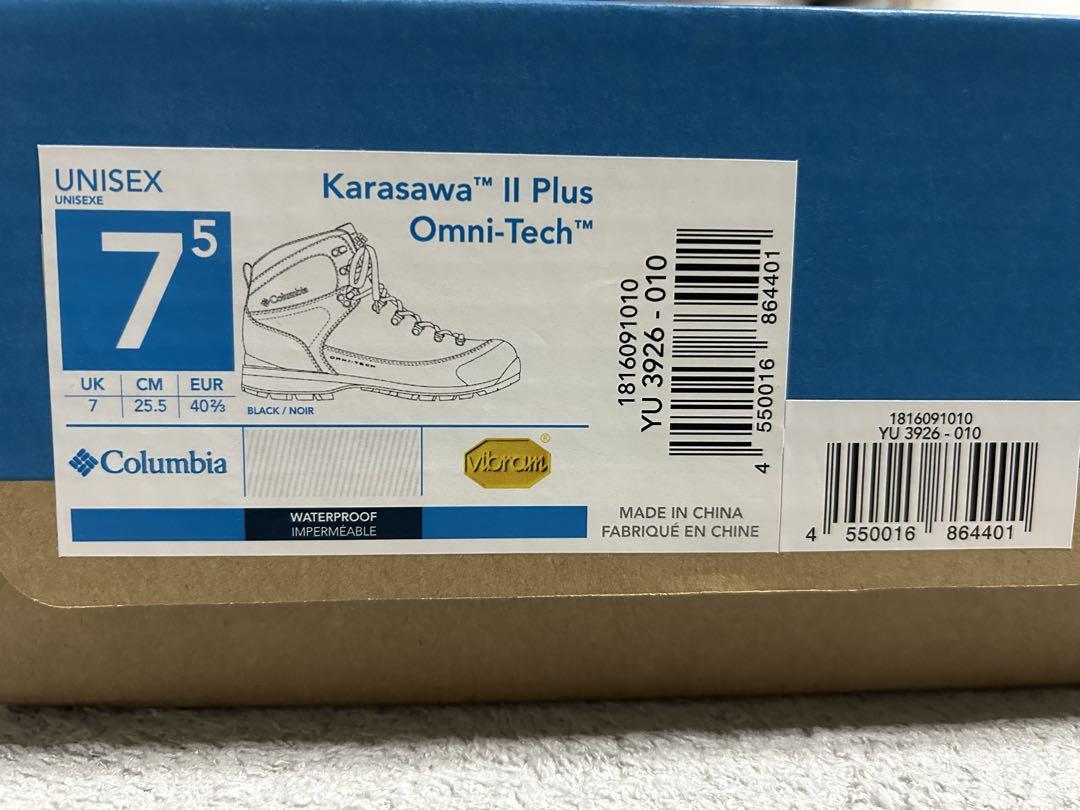 UNISEX
UNISEXE
7 5
Karasawa™ II Plus
Omni-Tech™
Columbia
OMNI-TECH
UK CM EUR
7 25.5 40⅔
BLACK / NOIR
Columbia
vibram®
WATERPROOF
IMPERMÉABLE
1816091010
YU 3926 - 010
4 550016 864401
MADE IN CHINA
FABRIQUÉ EN CHINE
1816091010
YU 3926 - 010
4 550016 864401